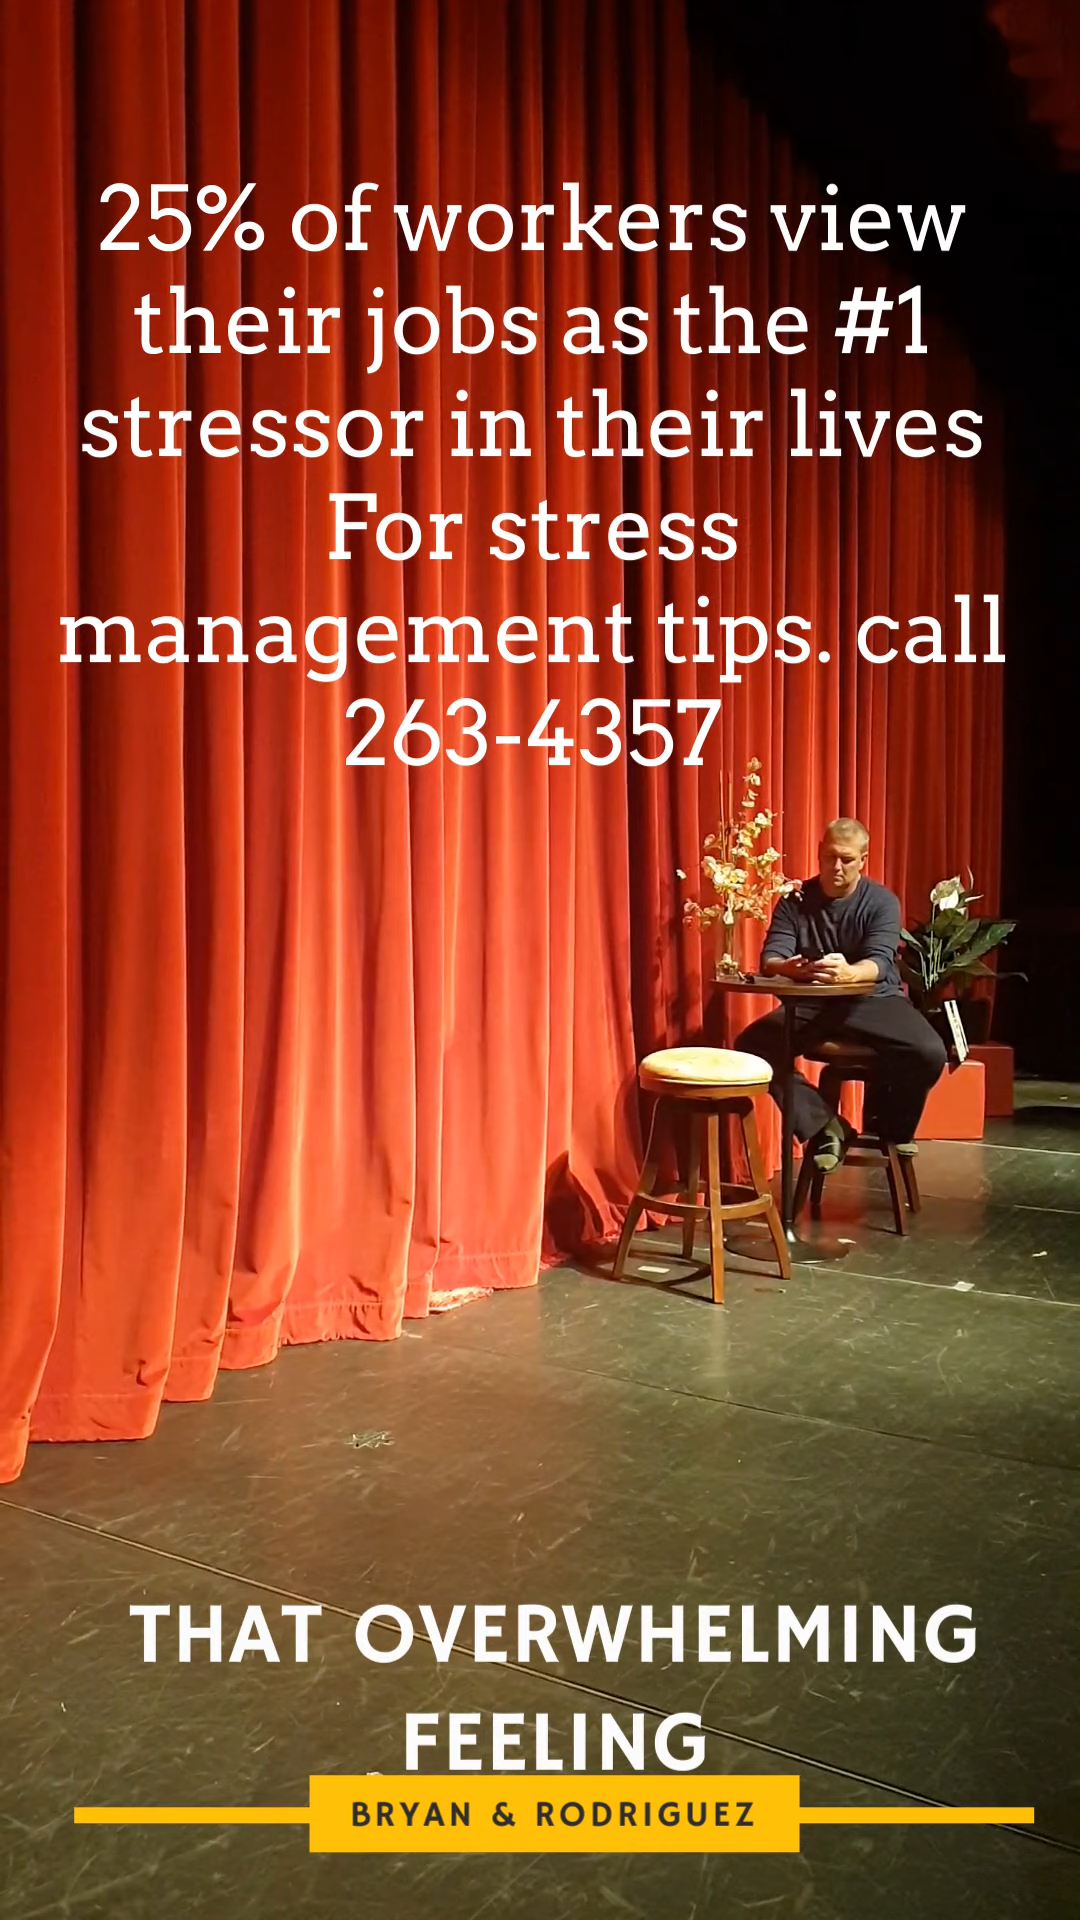 25% of workers view
their jobs as the #1
stressor in their lives
For stress
management tips. call
263-4357
THAT OVERWHELMING
FEELING
BRYAN & RODRIGUEZ